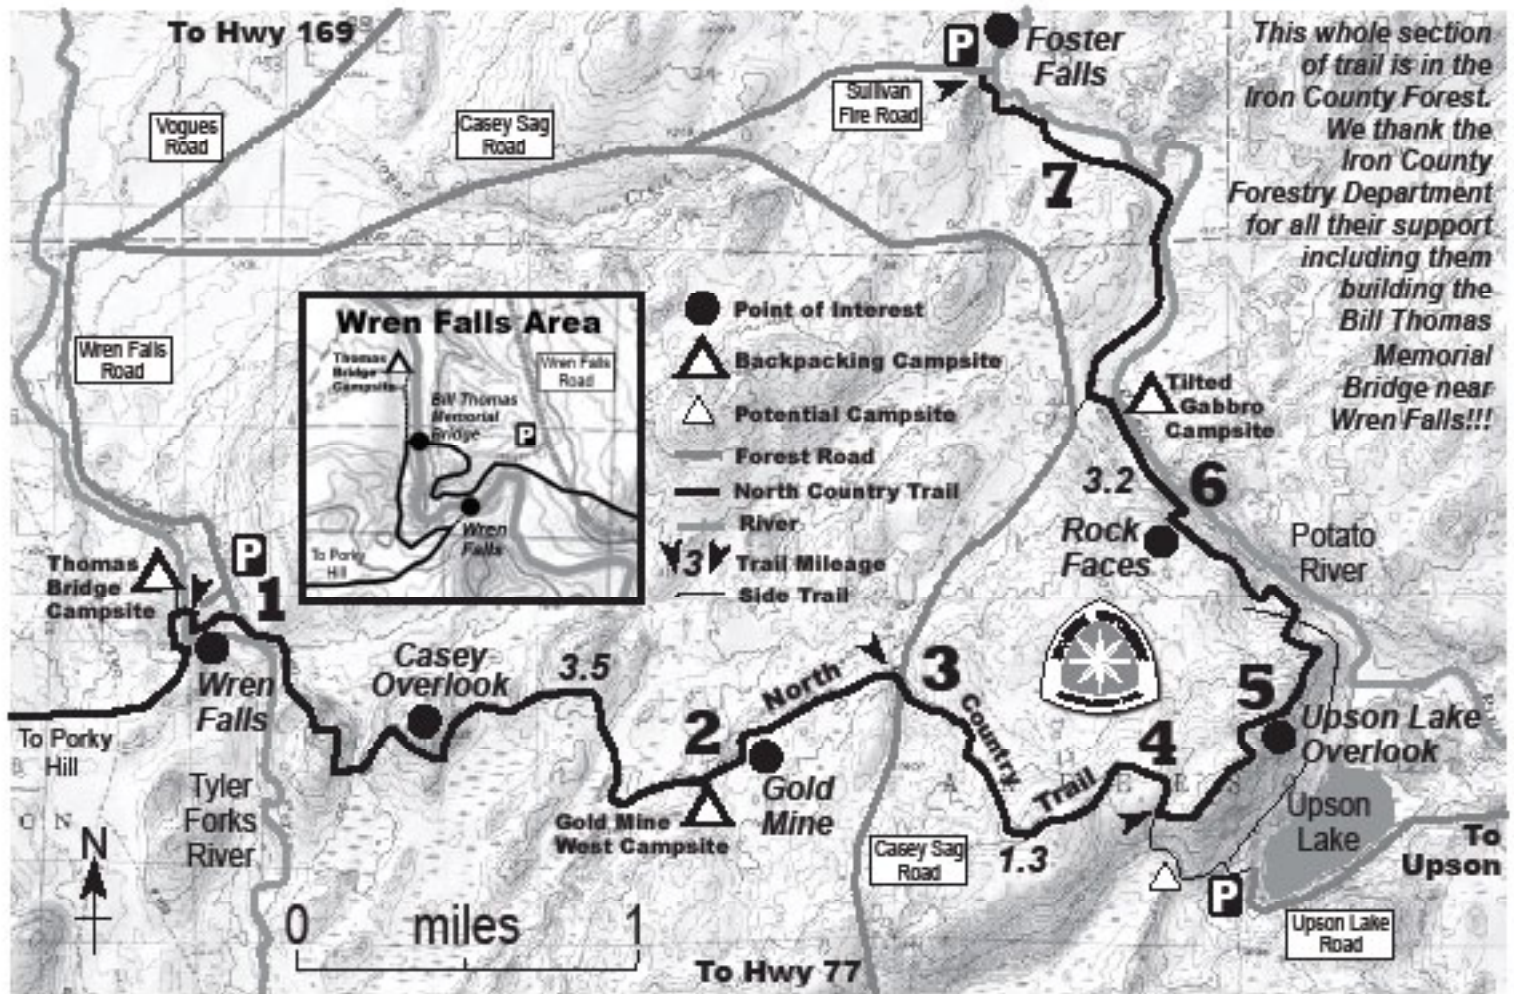 To Hwy 169
P
Foster
Falls
This whole section
of trail is in the
Iron County Forest.
We thank the
Iron County
Forestry Department
for all their support
including them
building the
Bill Thomas
Memorial
Bridge near
Wren Falls!!!
Vogues
Road
Casey Sag
Road
Sullivan
Fire Road
7
Wren Falls
Road
Wren Falls Area
Thomas
Bridge
Campsite
Wren Falls
Road
Bill Thomas
Memorial
Bridge
P
Wren
Falls
To Porky
Hill
Point of Interest
Backpacking Campsite
Potential Campsite
Forest Road
North Country Trail
River
3
Trail Mileage
Side Trail
Tilted
Gabbro
Campsite
3.2
6
Rock
Faces
Potato
River
Thomas
Bridge
Campsite
P
1
Wren
Falls
To Porky
Hill
Casey
Overlook
3.5
2
North
Country
Trail
3
Gold
Mine
Gold Mine
West Campsite
4
5
Upson Lake
Overlook
Upson
Lake
To
Upson
Tyler
Forks
River
N
0 miles 1
Casey Sag
Road
1.3
P
Upson Lake
Road
To Hwy 77